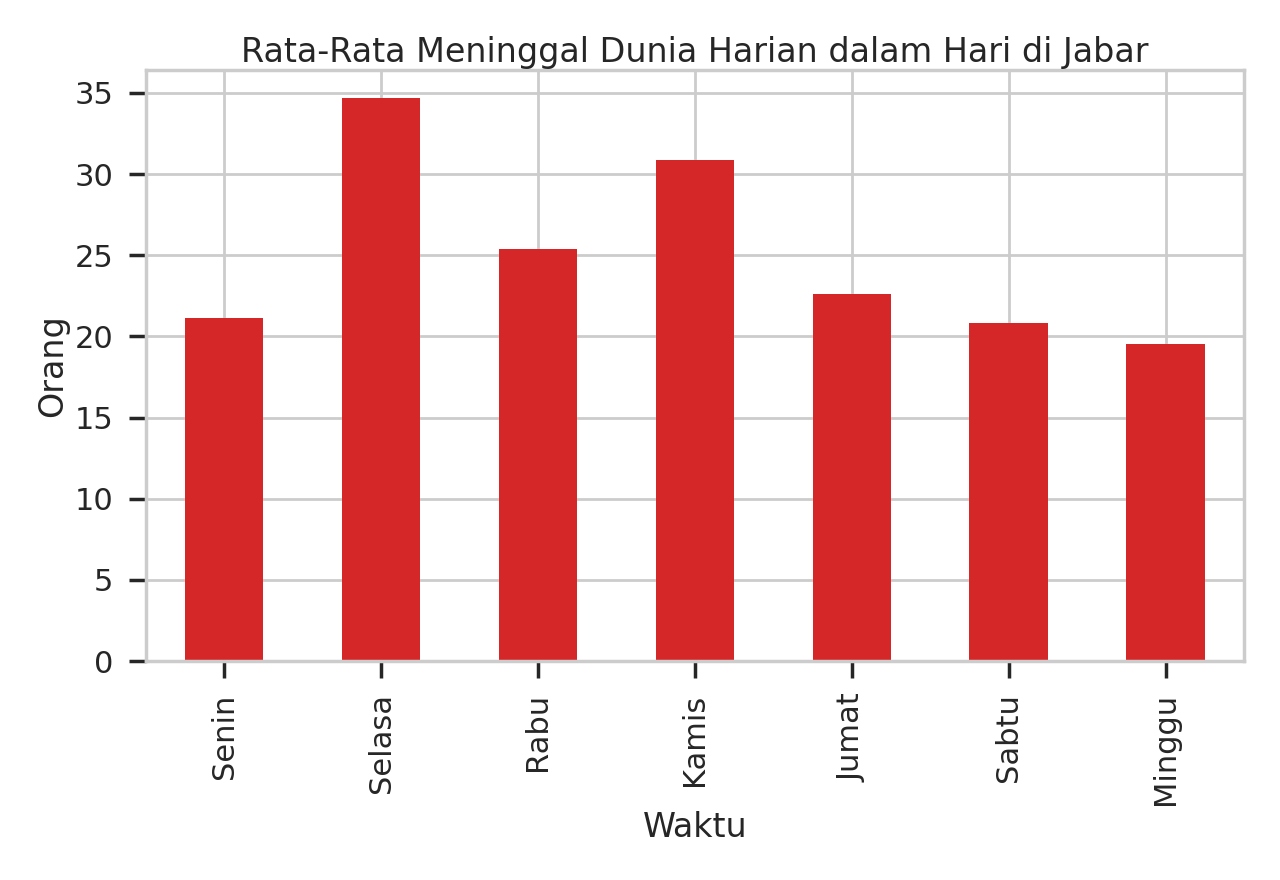 Rata-Rata Meninggal Dunia Harian dalam Hari di Jabar
35
30
25
20
15
10
5
0
Orang
Senin
Selasa
Rabu
Kamis
Jumat
Sabtu
Minggu
Waktu